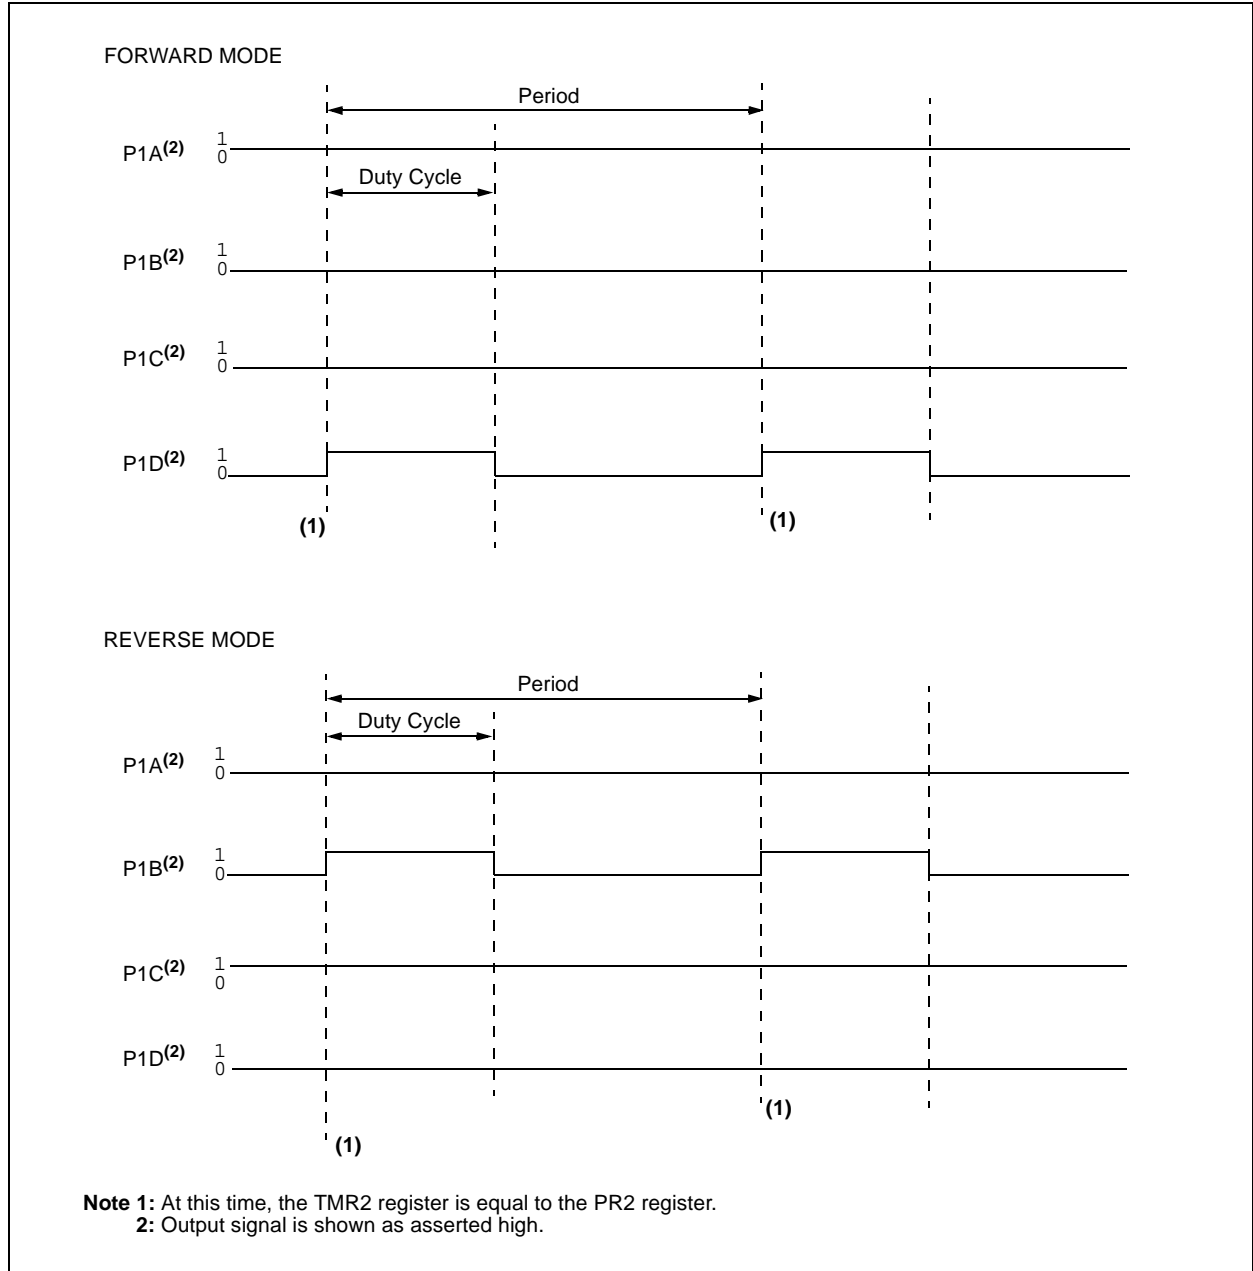 FORWARD MODE
Period
P1A(2) 1
0
Duty Cycle
P1B(2) 1
0
P1C(2) 1
0
P1D(2) 1
0
(1)
(1)
REVERSE MODE
Period
Duty Cycle
P1A(2) 1
0
P1B(2) 1
0
P1C(2) 1
0
P1D(2) 1
0
(1)
(1)
Note 1: At this time, the TMR2 register is equal to the PR2 register.
2: Output signal is shown as asserted high.